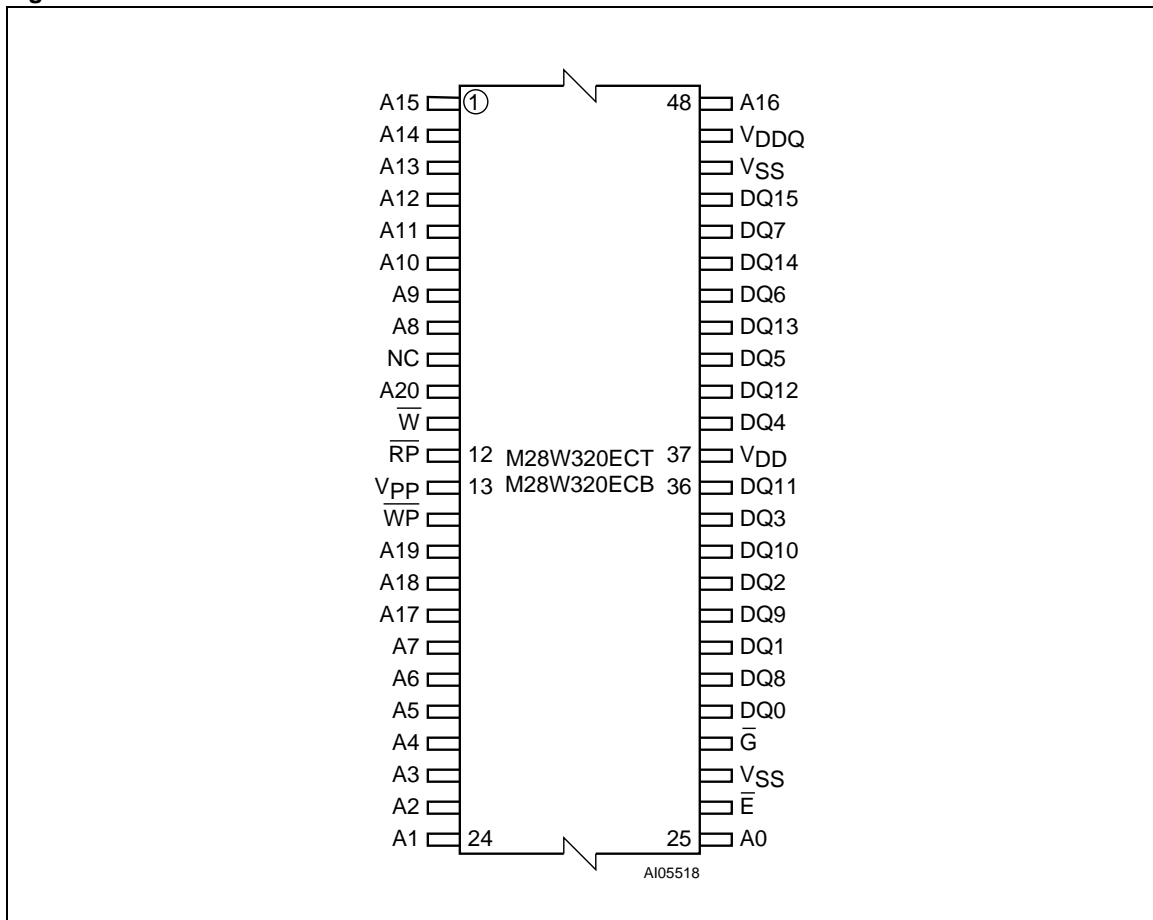 A15 1 48 A16
A14 VDDQ
A13 VSS
A12 DQ15
A11 DQ7
A10 DQ14
A9 DQ6
A8 DQ13
NC DQ5
A20 DQ12
W̅ DQ4
R̅P̅ 12 M28W320ECT 37 VDD
VPP 13 M28W320ECB 36 DQ11
W̅P̅ DQ3
A19 DQ10
A18 DQ2
A17 DQ9
A7 DQ1
A6 DQ8
A5 DQ0
A4 G̅
A3 VSS
A2 E̅
A1 24 25 A0
AI05518